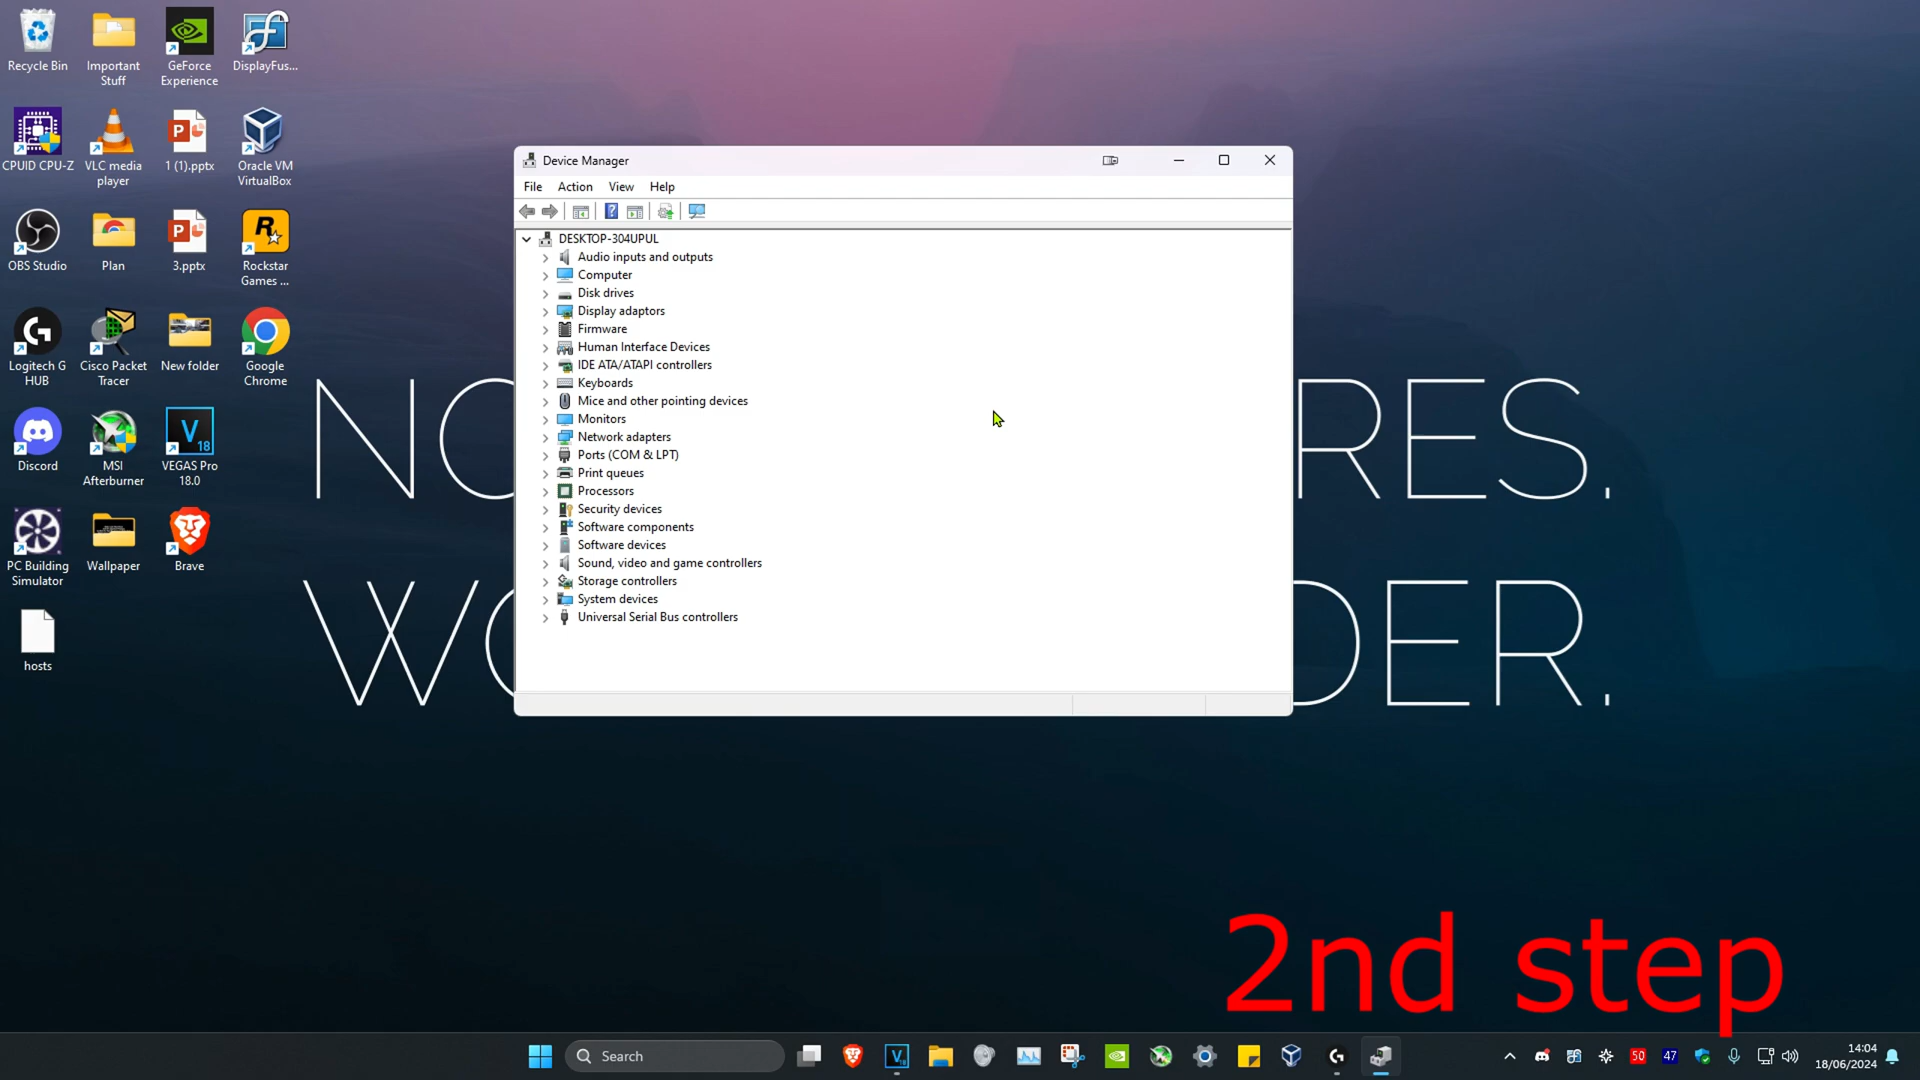 Recycle Bin
Important
Stuff
GeForce
Experience
DisplayFus...
CPUID CPU-Z
VLC media
player
1 (1).pptx
Oracle VM
VirtualBox
OBS Studio
Plan
3.pptx
Rockstar
Games ...
Logitech G
HUB
Cisco Packet
Tracer
New folder
Google
Chrome
Discord
MSI
Afterburner
VEGAS Pro
18.0
PC Building
Simulator
Wallpaper
Brave
hosts
Device Manager
File Action View Help
DESKTOP-304UPUL
Audio inputs and outputs
Computer
Disk drives
Display adaptors
Firmware
Human Interface Devices
IDE ATA/ATAPI controllers
Keyboards
Mice and other pointing devices
Monitors
Network adapters
Ports (COM & LPT)
Print queues
Processors
Security devices
Software components
Software devices
Sound, video and game controllers
Storage controllers
System devices
Universal Serial Bus controllers
2nd step
Search
50
47
14:04
18/06/2024